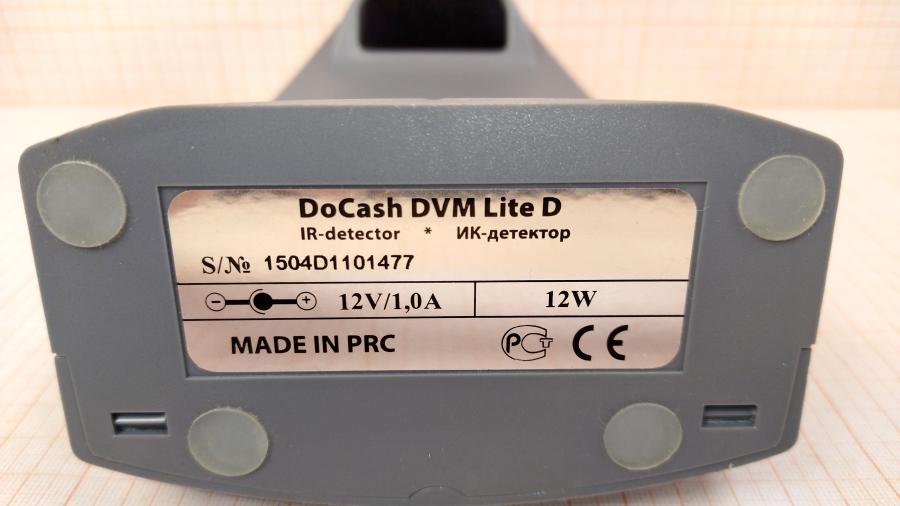 DoCash DVM Lite D
IR-detector * ИК-детектор
S/№ 1504D1101477
− + 12V/1,0A 12W
MADE IN PRC РСТ CE